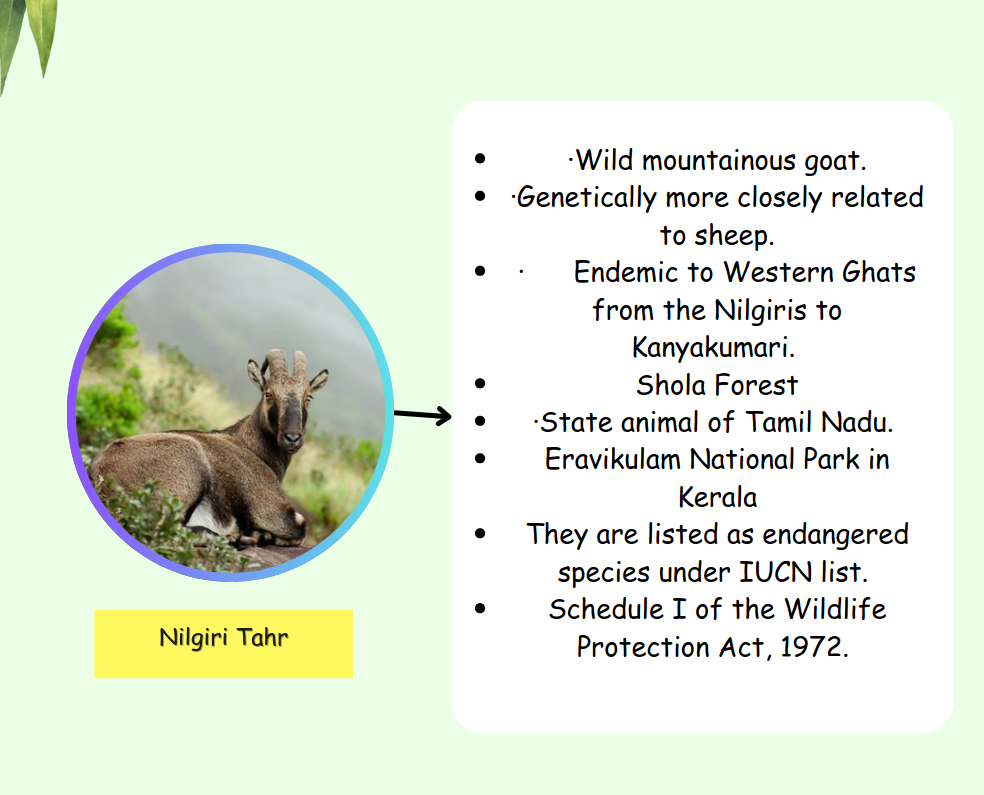 • ·Wild mountainous goat.
• ·Genetically more closely related
to sheep.
• · Endemic to Western Ghats
from the Nilgiris to
Kanyakumari.
• Shola Forest
• ·State animal of Tamil Nadu.
• Eravikulam National Park in
Kerala
• They are listed as endangered
species under IUCN list.
• Schedule I of the Wildlife
Protection Act, 1972.
Nilgiri Tahr